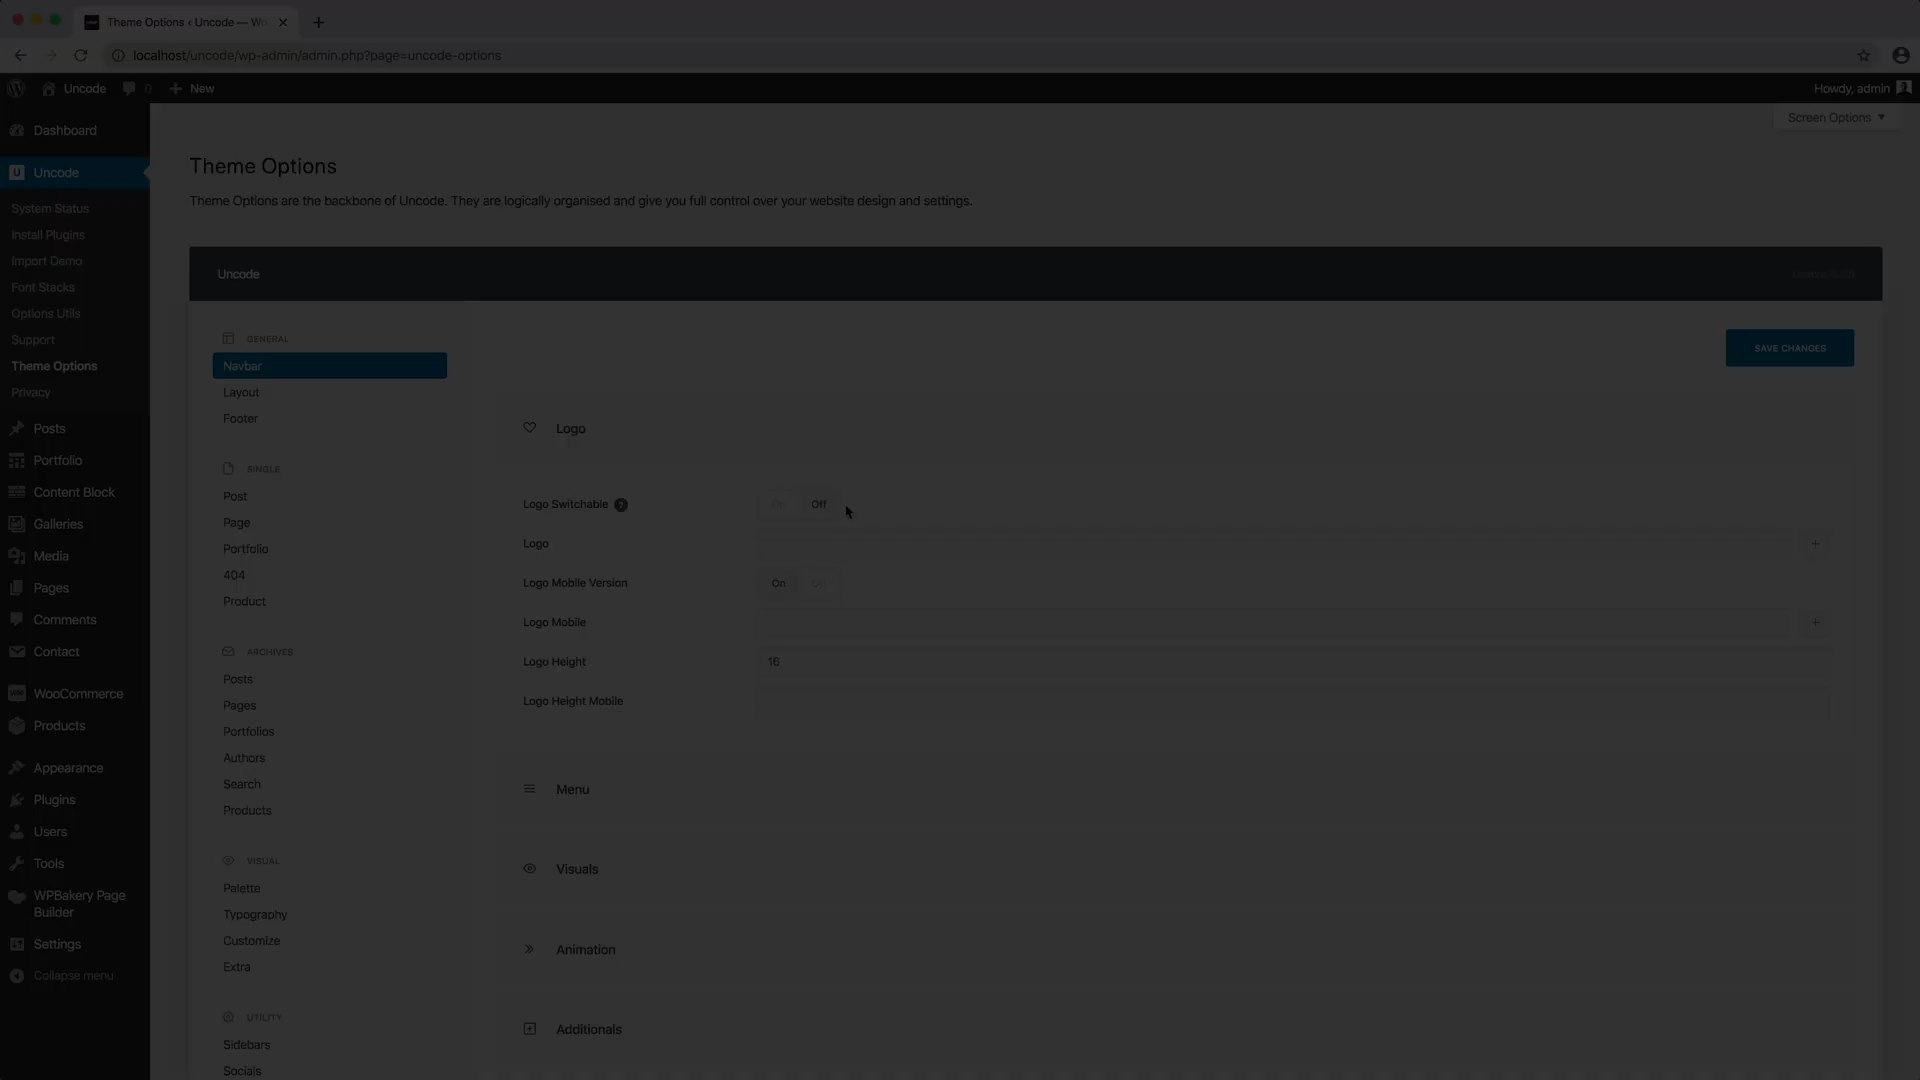 Theme Options ‹ Uncode — Wo
localhost/uncode/wp-admin/admin.php?page=uncode-options
Uncode
0
New
Howdy, admin
Screen Options
Dashboard
Uncode
System Status
Install Plugins
Import Demo
Font Stacks
Options Utils
Support
Theme Options
Privacy
Posts
Portfolio
Content Block
Galleries
Media
Pages
Comments
Contact
WooCommerce
Products
Appearance
Plugins
Users
Tools
WPBakery Page
Builder
Settings
Collapse menu
Theme Options
Theme Options are the backbone of Uncode. They are logically organised and give you full control over your website design and settings.
Uncode
GENERAL
Navbar
Layout
Footer
SINGLE
Post
Page
Portfolio
404
Product
ARCHIVES
Posts
Pages
Portfolios
Authors
Search
Products
VISUAL
Palette
Typography
Customize
Extra
UTILITY
Sidebars
Socials
SAVE CHANGES
Logo
Logo Switchable
On Off
Logo
Logo Mobile Version
On Off
Logo Mobile
Logo Height
16
Logo Height Mobile
Menu
Visuals
Animation
Additionals